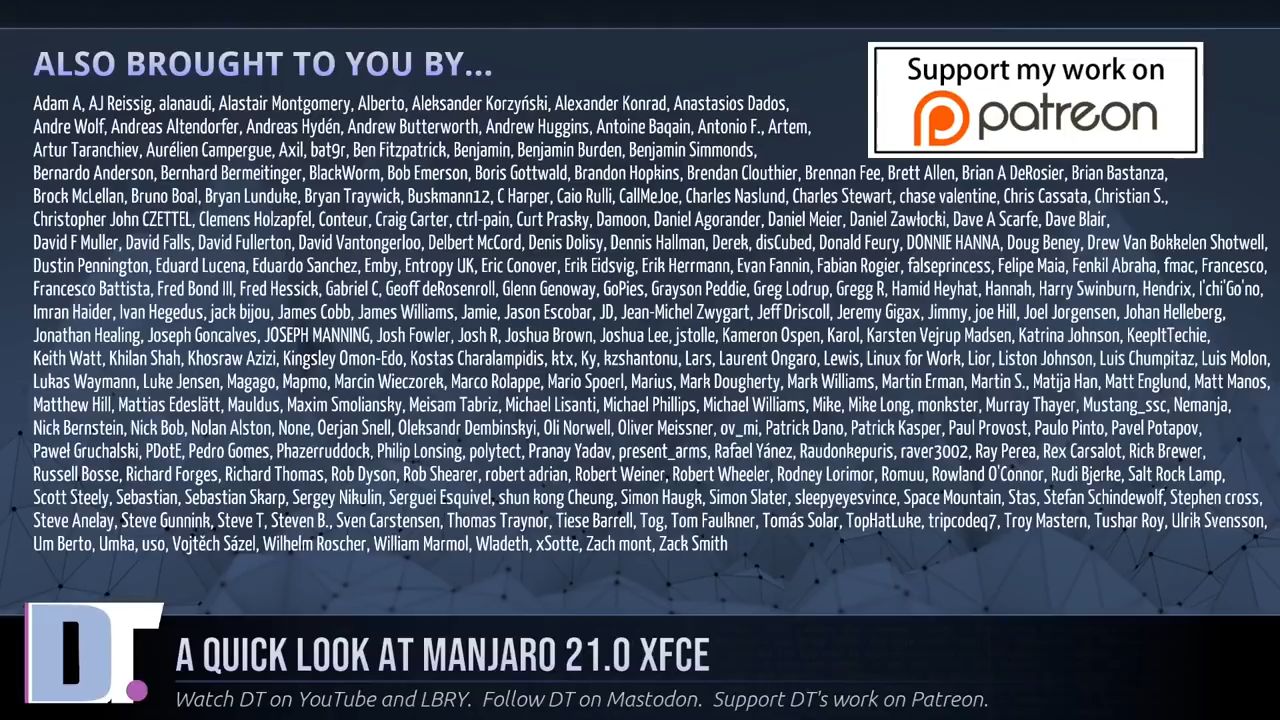 ALSO BROUGHT TO YOU BY...
Support my work on
patreon
Adam A, AJ Reissig, alanaudi, Alastair Montgomery, Alberto, Aleksander Korzyński, Alexander Konrad, Anastasios Dados,
Andre Wolf, Andreas Altendorfer, Andreas Hydén, Andrew Butterworth, Andrew Huggins, Antoine Baqain, Antonio F., Artem,
Artur Taranchiev, Aurélien Campergue, Axil, bat9r, Ben Fitzpatrick, Benjamin, Benjamin Burden, Benjamin Simmonds,
Bernardo Anderson, Bernhard Bermeitinger, BlackWorm, Bob Emerson, Boris Gottwald, Brandon Hopkins, Brendan Clouthier, Brennan Fee, Brett Allen, Brian A DeRosier, Brian Bastanza,
Brock McLellan, Bruno Boal, Bryan Lunduke, Bryan Traywick, Buskmann12, C Harper, Caio Rulli, CallMeJoe, Charles Naslund, Charles Stewart, chase valentine, Chris Cassata, Christian S.,
Christopher John CZETTEL, Clemens Holzapfel, Conteur, Craig Carter, ctrl-pain, Curt Prasky, Damoon, Daniel Agorander, Daniel Meier, Daniel Zawłocki, Dave A Scarfe, Dave Blair,
David F Muller, David Falls, David Fullerton, David Vantongerloo, Delbert McCord, Denis Dolisy, Dennis Hallman, Derek, disCubed, Donald Feury, DONNIE HANNA, Doug Beney, Drew Van Bokkelen Shotwell,
Dustin Pennington, Eduard Lucena, Eduardo Sanchez, Emby, Entropy UK, Eric Conover, Erik Eidsvig, Erik Herrmann, Evan Fannin, Fabian Rogier, falseprincess, Felipe Maia, Fenkil Abraha, fmac, Francesco,
Francesco Battista, Fred Bond III, Fred Hessick, Gabriel C, Geoff deRosenroll, Glenn Genoway, GoPies, Grayson Peddie, Greg Lodrup, Gregg R, Hamid Heyhat, Hannah, Harry Swinburn, Hendrix, I'chi'Go'no,
Imran Haider, Ivan Hegedus, jack bijou, James Cobb, James Williams, Jamie, Jason Escobar, JD, Jean-Michel Zwygart, Jeff Driscoll, Jeremy Gigax, Jimmy, joe Hill, Joel Jorgensen, Johan Helleberg,
Jonathan Healing, Joseph Goncalves, JOSEPH MANNING, Josh Fowler, Josh R, Joshua Brown, Joshua Lee, jstolle, Kameron Ospen, Karol, Karsten Vejrup Madsen, Katrina Johnson, KeepItTechie,
Keith Watt, Khilan Shah, Khosraw Azizi, Kingsley Omon-Edo, Kostas Charalampidis, ktx, Ky, kzshantonu, Lars, Laurent Ongaro, Lewis, Linux for Work, Lior, Liston Johnson, Luis Chumpitaz, Luis Molon,
Lukas Waymann, Luke Jensen, Magago, Mapmo, Marcin Wieczorek, Marco Rolappe, Mario Spoerl, Marius, Mark Dougherty, Mark Williams, Martin Erman, Martin S., Matija Han, Matt Englund, Matt Manos,
Matthew Hill, Mattias Edeslätt, Mauldus, Maxim Smoliansky, Meisam Tabriz, Michael Lisanti, Michael Phillips, Michael Williams, Mike, Mike Long, monkster, Murray Thayer, Mustang_ssc, Nemanja,
Nick Bernstein, Nick Bob, Nolan Alston, None, Oerjan Snell, Oleksandr Dembinskyi, Oli Norwell, Oliver Meissner, ov_mi, Patrick Dano, Patrick Kasper, Paul Provost, Paulo Pinto, Pavel Potapov,
Paweł Gruchalski, PDotE, Pedro Gomes, Phazerruddock, Philip Lonsing, polytect, Pranay Yadav, present_arms, Rafael Yánez, Raudonkepuris, raver3002, Ray Perea, Rex Carsalot, Rick Brewer,
Russell Bosse, Richard Forges, Richard Thomas, Rob Dyson, Rob Shearer, robert adrian, Robert Weiner, Robert Wheeler, Rodney Lorimor, Romuu, Rowland O'Connor, Rudi Bjerke, Salt Rock Lamp,
Scott Steely, Sebastian, Sebastian Skarp, Sergey Nikulin, Serguei Esquivel, shun kong Cheung, Simon Haugk, Simon Slater, sleepyeyesvince, Space Mountain, Stas, Stefan Schindewolf, Stephen cross,
Steve Anelay, Steve Gunnink, Steve T, Steven B., Sven Carstensen, Thomas Traynor, Tiese Barrell, Tog, Tom Faulkner, Tomás Solar, TopHatLuke, tripcodeq7, Troy Mastern, Tushar Roy, Ulrik Svensson,
Um Berto, Umka, uso, Vojtěch Sázel, Wilhelm Roscher, William Marmol, Wladeth, xSotte, Zach mont, Zack Smith
DT.
A QUICK LOOK AT MANJARO 21.0 XFCE
Watch DT on YouTube and LBRY. Follow DT on Mastodon. Support DT's work on Patreon.